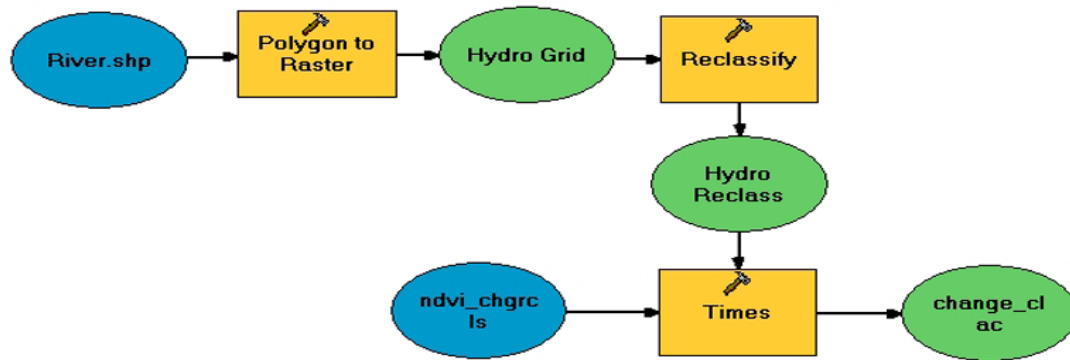 River.shp
Polygon to
Raster
Hydro Grid
Reclassify
Hydro
Reclass
ndvi_chgrc
ls
Times
change_cl
ac